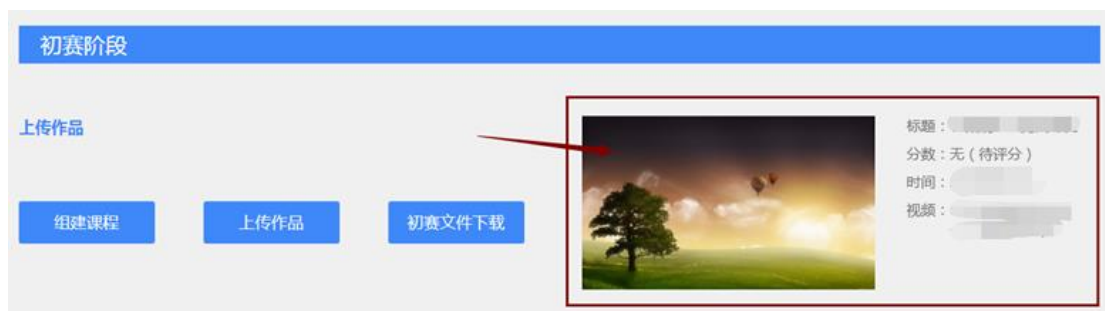 初赛阶段
上传作品
组建课程
上传作品
初赛文件下载
标题：
分数：无（待评分）
时间：
视频：